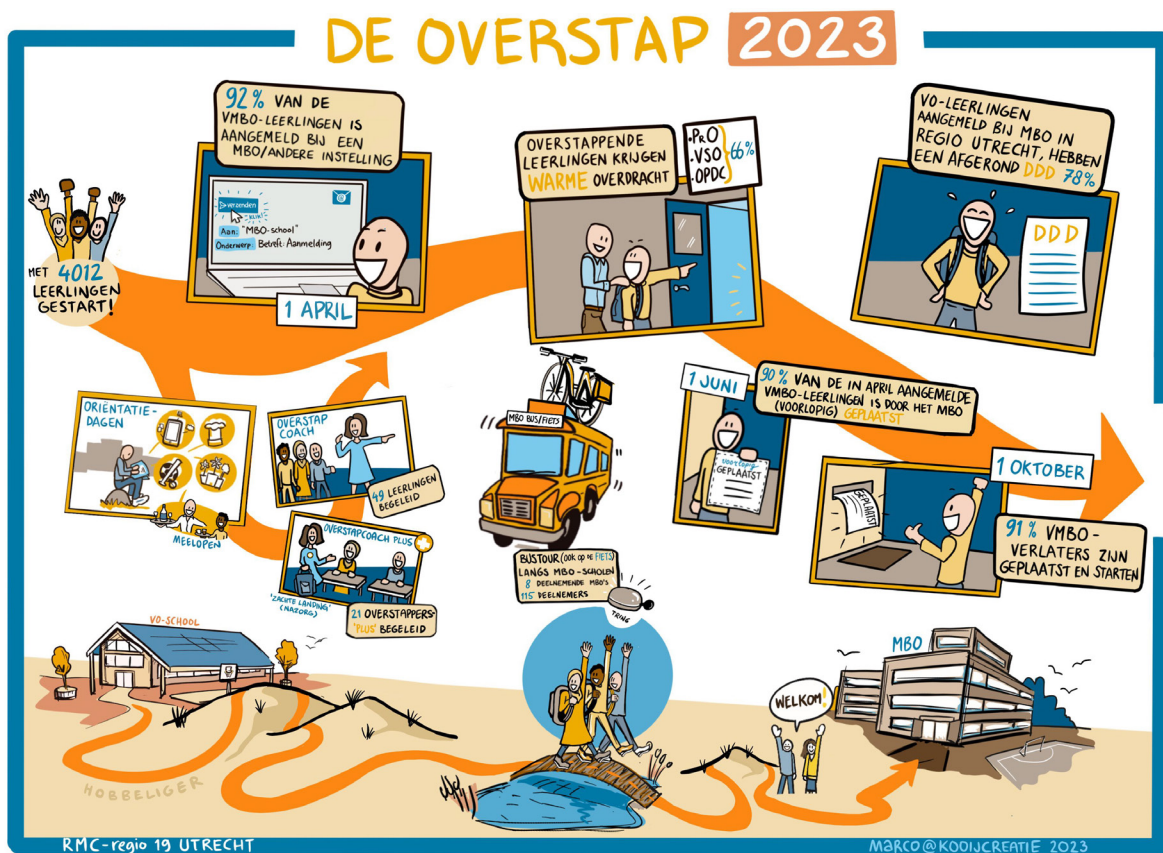 DE OVERSTAP 2023
92% VAN DE
VMBO-LEERLINGEN IS
AANGEMELD BIJ EEN
MBO/ANDERE INSTELLING
verzenden
KLIK!
Aan: "MBO-school"
Onderwerp: Betreft: Aanmelding
1 APRIL
MET 4012
LEERLINGEN
GESTART!
OVERSTAPPENDE
LEERLINGEN KRIJGEN
WARME OVERDRACHT
•PRO
•VSO
•OPDC
66%
VO-LEERLINGEN
AANGEMELD BIJ MBO IN
REGIO UTRECHT, HEBBEN
EEN AFGEROND DDD 78%
DDD
ORIËNTATIE-
DAGEN
MEELOPEN
OVERSTAP
COACH
49 LEERLINGEN
BEGELEID
OVERSTAPCOACH PLUS
'ZACHTE LANDING'
(NAZORG)
21 OVERSTAPPERS-
'PLUS' BEGELEID
MBO BUS/FIETS
BUSTOUR (OOK OP DE FIETS)
LANGS MBO-SCHOLEN
8 DEELNEMENDE MBO'S
115 DEELNEMERS
TRING
1 JUNI
90% VAN DE IN APRIL AANGEMELDE
VMBO-LEERLINGEN IS DOOR HET MBO
(VOORLOPIG) GEPLAATST
voorlopig
GEPLAATST
1 OKTOBER
GEPLAATST
91% VMBO-
VERLATERS ZIJN
GEPLAATST EN STARTEN
VO-SCHOOL
HOBBELIGER
WELKOM!
MBO
RMC-regio 19 UTRECHT
MARCO@KOOIJCREATIE 2023